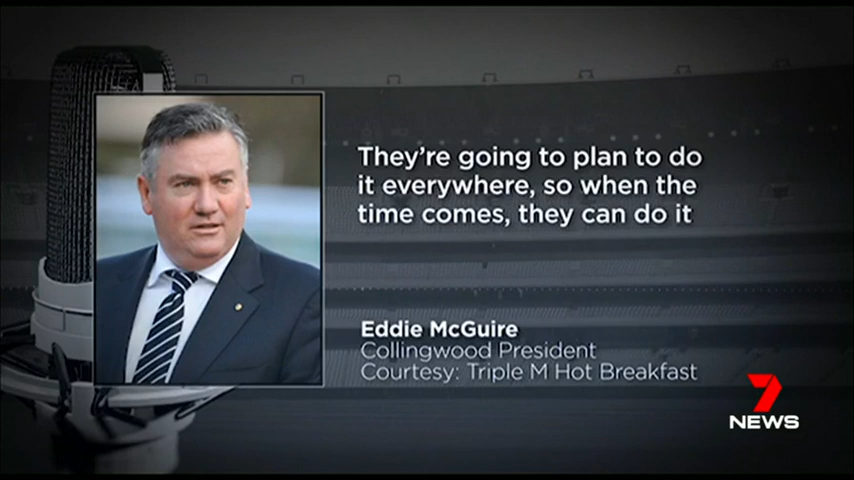 They're going to plan to do
it everywhere, so when the
time comes, they can do it
Eddie McGuire
Collingwood President
Courtesy: Triple M Hot Breakfast
7
NEWS